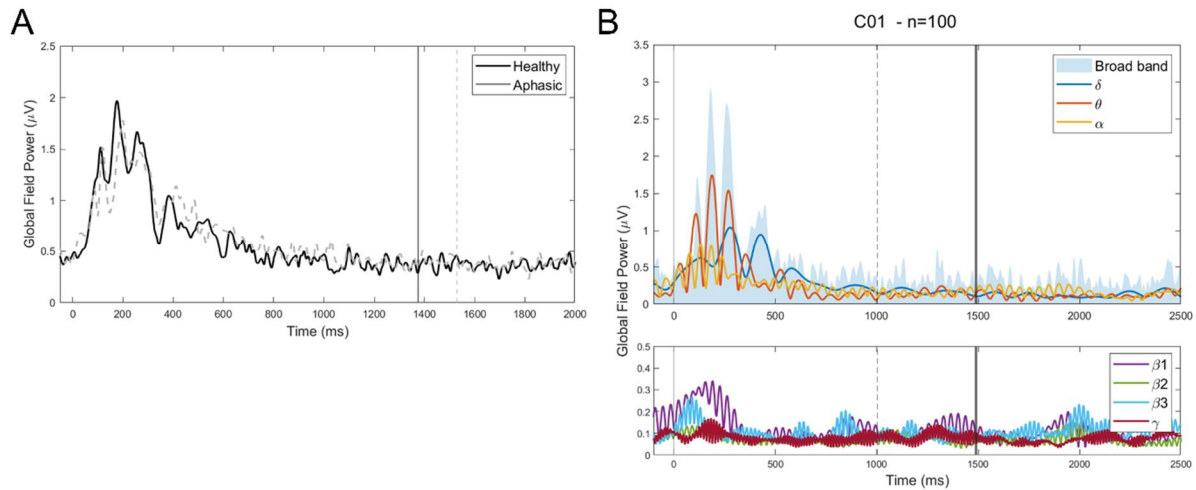 A
2.5
2
1.5
1
0.5
0
Global Field Power (μV)
Healthy
Aphasic
0 200 400 600 800 1000 1200 1400 1600 1800 2000
Time (ms)
B
C01 - n=100
3.5
3
2.5
2
1.5
1
0.5
0
Broad band
δ
θ
α
0 500 1000 1500 2000 2500
Global Field Power (μV)
0.5
0.4
0.3
0.2
0.1
0
β1
β2
β3
γ
0 500 1000 1500 2000 2500
Time (ms)